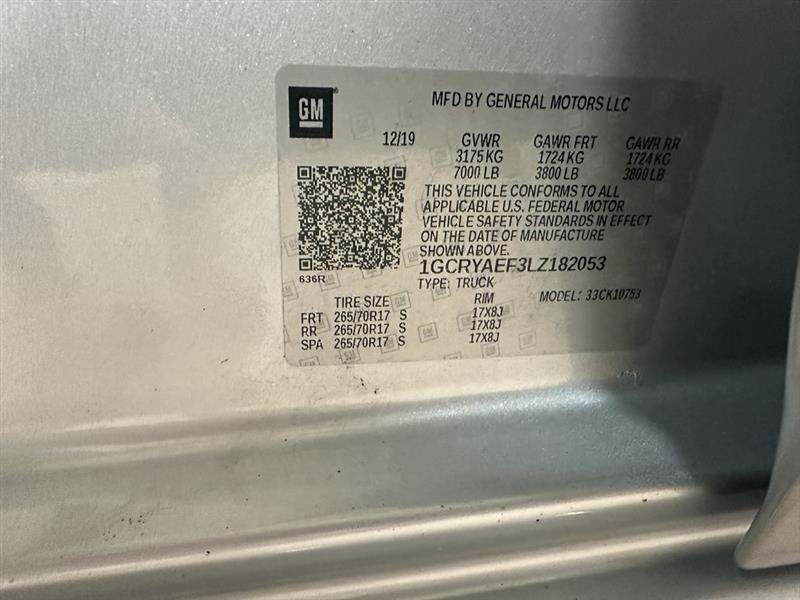 GM
MFD BY GENERAL MOTORS LLC
12/19 GVWR GAWR FRT GAWR RR
3175 KG 1724 KG 1724 KG
7000 LB 3800 LB 3800 LB
THIS VEHICLE CONFORMS TO ALL
APPLICABLE U.S. FEDERAL MOTOR
VEHICLE SAFETY STANDARDS IN EFFECT
ON THE DATE OF MANUFACTURE
SHOWN ABOVE.
1GCRYAEF3LZ182053
636R
TYPE: TRUCK
MODEL: 33CK10753
TIRE SIZE RIM
FRT 265/70R17 S 17X8J
RR 265/70R17 S 17X8J
SPA 265/70R17 S 17X8J